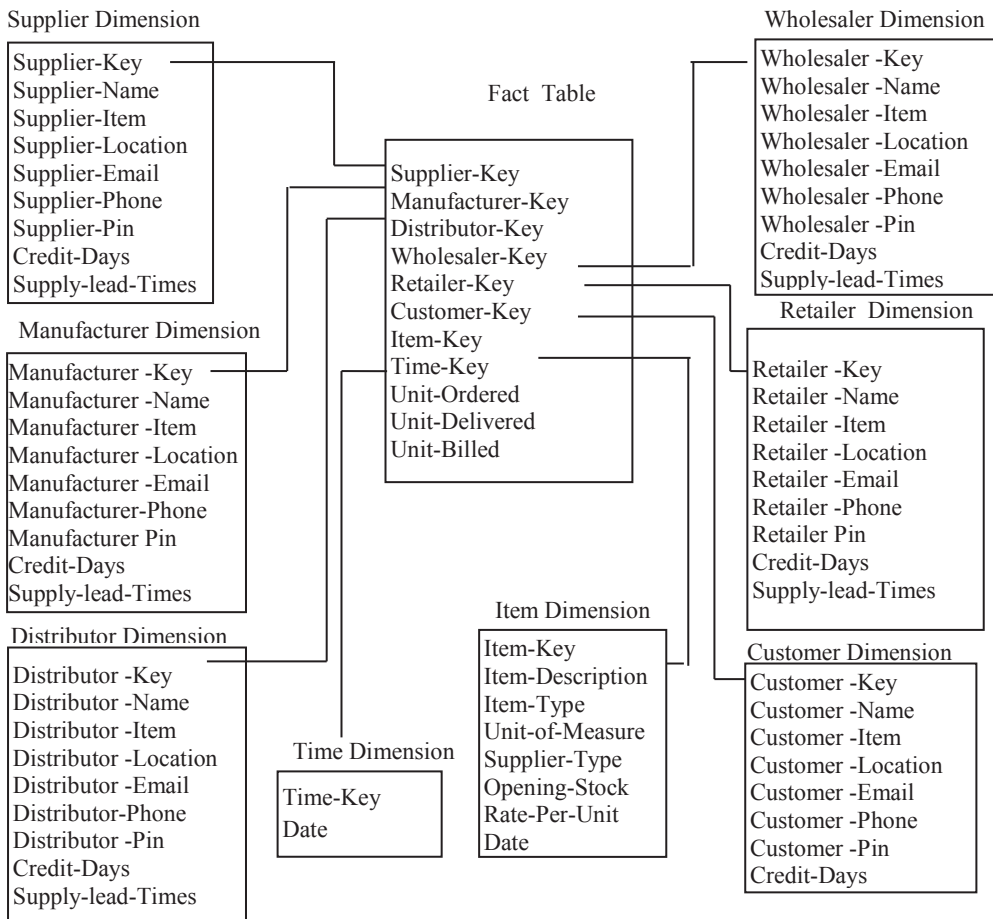 Supplier Dimension
Supplier-Key
Supplier-Name
Supplier-Item
Supplier-Location
Supplier-Email
Supplier-Phone
Supplier-Pin
Credit-Days
Supply-lead-Times
Manufacturer Dimension
Manufacturer -Key
Manufacturer -Name
Manufacturer -Item
Manufacturer -Location
Manufacturer -Email
Manufacturer-Phone
Manufacturer Pin
Credit-Days
Supply-lead-Times
Distributor Dimension
Distributor -Key
Distributor -Name
Distributor -Item
Distributor -Location
Distributor -Email
Distributor-Phone
Distributor -Pin
Credit-Days
Supply-lead-Times
Fact Table
Supplier-Key
Manufacturer-Key
Distributor-Key
Wholesaler-Key
Retailer-Key
Customer-Key
Item-Key
Time-Key
Unit-Ordered
Unit-Delivered
Unit-Billed
Time Dimension
Time-Key
Date
Item Dimension
Item-Key
Item-Description
Item-Type
Unit-of-Measure
Supplier-Type
Opening-Stock
Rate-Per-Unit
Date
Wholesaler Dimension
Wholesaler -Key
Wholesaler -Name
Wholesaler -Item
Wholesaler -Location
Wholesaler -Email
Wholesaler -Phone
Wholesaler -Pin
Credit-Days
Supply-lead-Times
Retailer Dimension
Retailer -Key
Retailer -Name
Retailer -Item
Retailer -Location
Retailer -Email
Retailer -Phone
Retailer Pin
Credit-Days
Supply-lead-Times
Customer Dimension
Customer -Key
Customer -Name
Customer -Item
Customer -Location
Customer -Email
Customer -Phone
Customer -Pin
Credit-Days